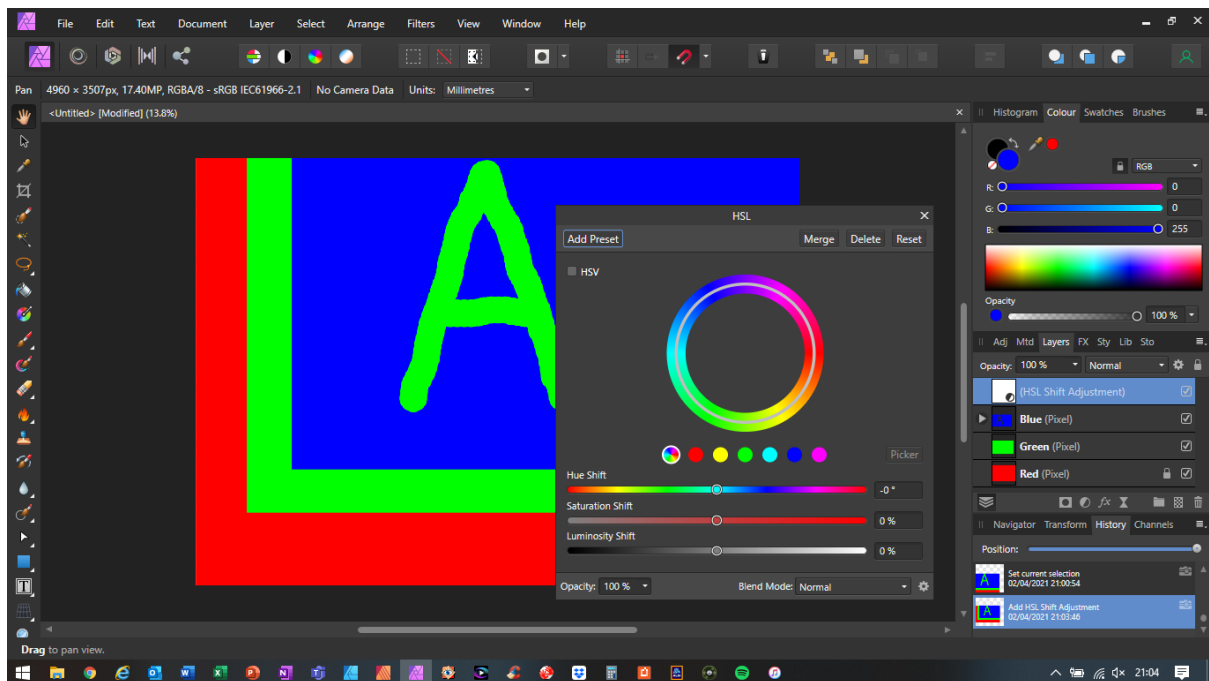 File Edit Text Document Layer Select Arrange Filters View Window Help
Pan 4960 × 3507px, 17.40MP, RGBA/8 - sRGB IEC61966-2.1 No Camera Data Units: Millimetres
<Untitled> [Modified] (13.8%)
A
HSL
Add Preset Merge Delete Reset
HSV
Picker
Hue Shift
-0 °
Saturation Shift
0 %
Luminosity Shift
0 %
Opacity: 100 % Blend Mode: Normal
Histogram Colour Swatches Brushes
RGB
R: 0
G: 0
B: 255
Opacity
100 %
Adj Mtd Layers FX Sty Lib Sto
Opacity: 100 % Normal
(HSL Shift Adjustment)
Blue (Pixel)
Green (Pixel)
Red (Pixel)
Navigator Transform History Channels
Position:
Set current selection
02/04/2021 21:00:54
Add HSL Shift Adjustment
02/04/2021 21:03:46
Drag to pan view.
21:04